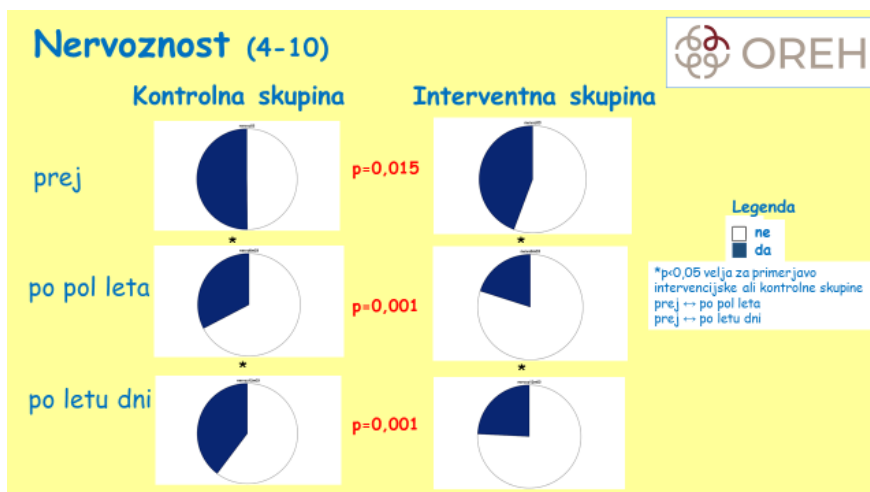 Nervoznost (4-10)
OREH
Kontrolna skupina
Interventna skupina
prej
p=0,015
*
*
po pol leta
p=0,001
*
*
po letu dni
p=0,001
Legenda
ne
da
*p<0,05 velja za primerjavo
intervencijske ali kontrolne skupine
prej ↔ po pol leta
prej ↔ po letu dni